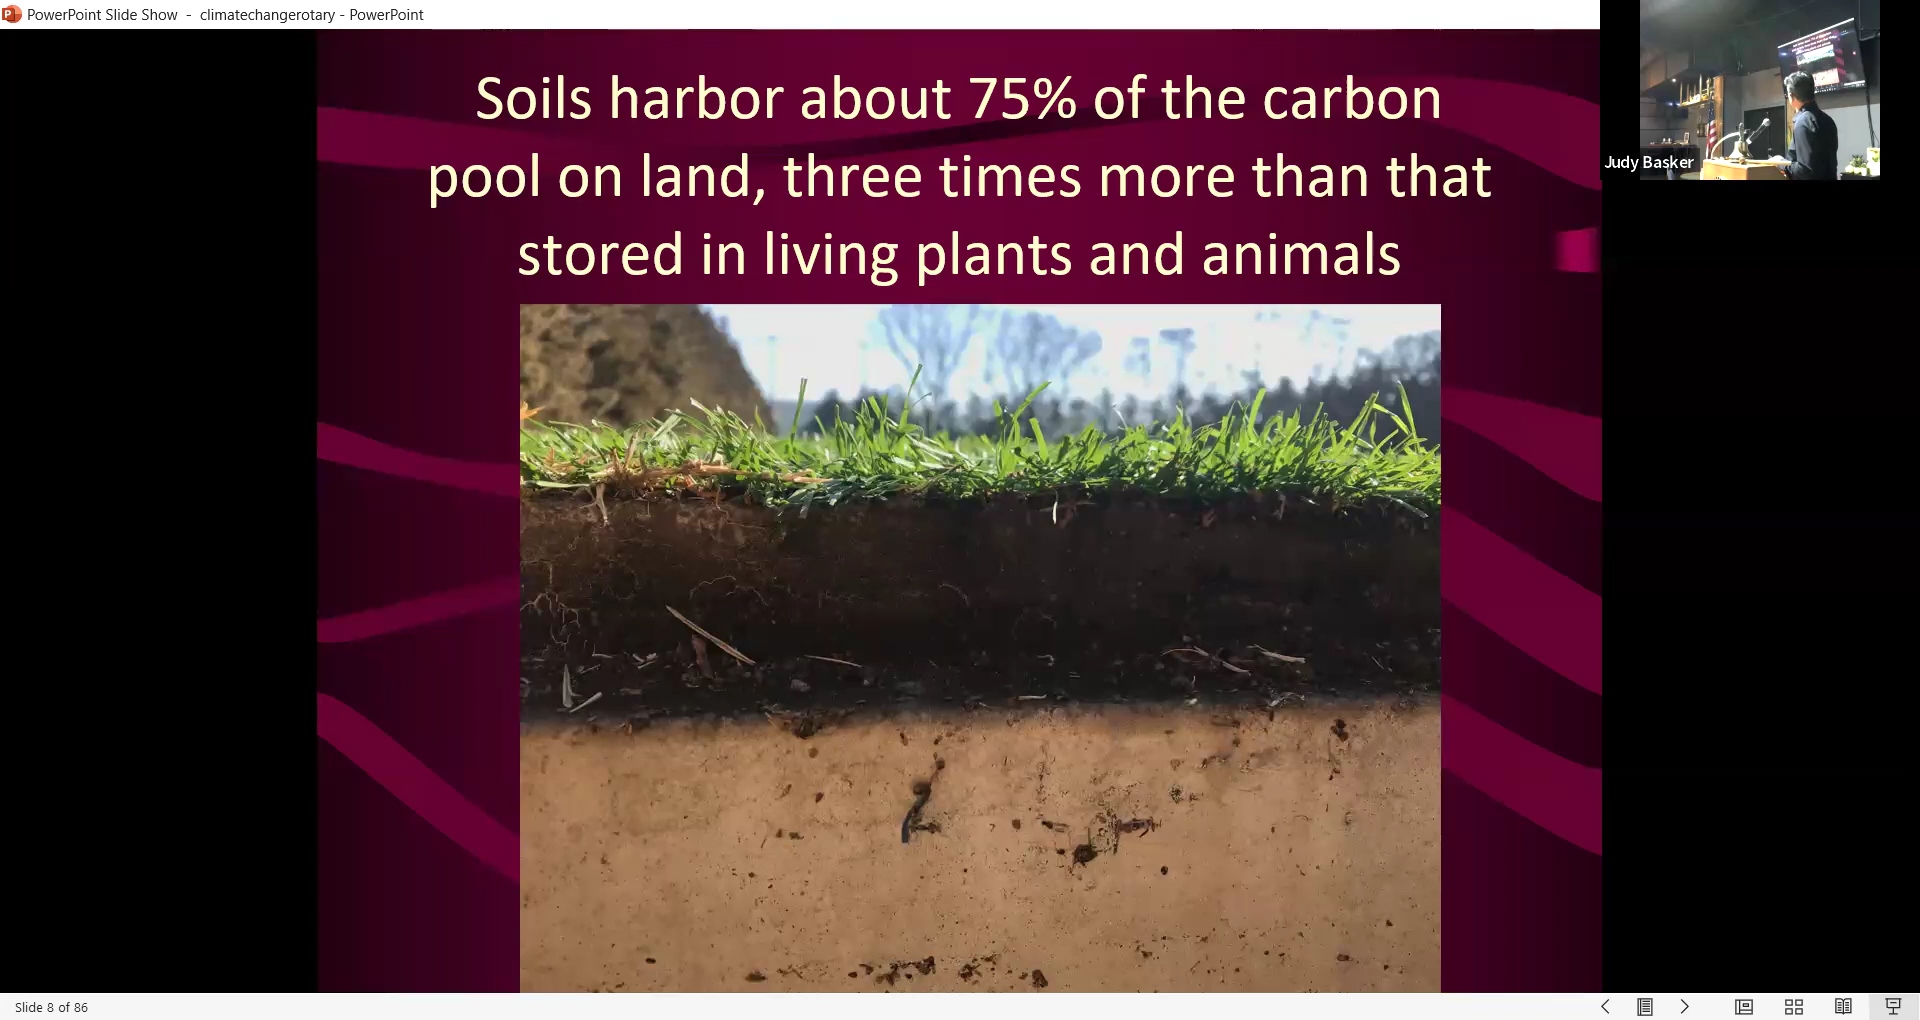 PowerPoint Slide Show - climatechangerotary - PowerPoint
Soils harbor about 75% of the carbon
pool on land, three times more than that
stored in living plants and animals
Judy Basker
Slide 8 of 86